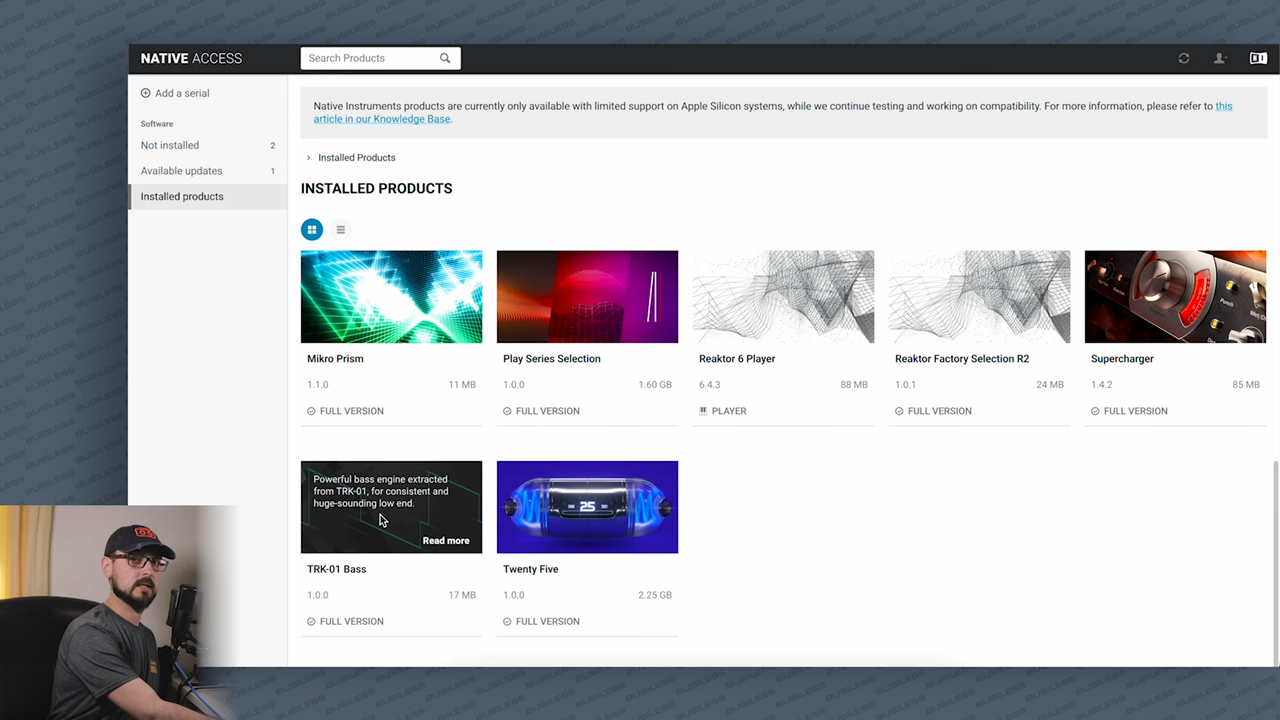 NATIVE ACCESS
Search Products
Add a serial
Software
Not installed 2
Available updates 1
Installed products
Native Instruments products are currently only available with limited support on Apple Silicon systems, while we continue testing and working on compatibility. For more information, please refer to this
article in our Knowledge Base.
› Installed Products
INSTALLED PRODUCTS
Mikro Prism
1.1.0 11 MB
FULL VERSION
Play Series Selection
1.0.0 1.60 GB
FULL VERSION
Reaktor 6 Player
6.4.3 88 MB
PLAYER
Reaktor Factory Selection R2
1.0.1 24 MB
FULL VERSION
Punch
Supercharger
1.4.2 85 MB
FULL VERSION
Powerful bass engine extracted
from TRK-01, for consistent and
huge-sounding low end.
Read more
TRK-01 Bass
1.0.0 17 MB
FULL VERSION
25
Twenty Five
1.0.0 2.25 GB
FULL VERSION